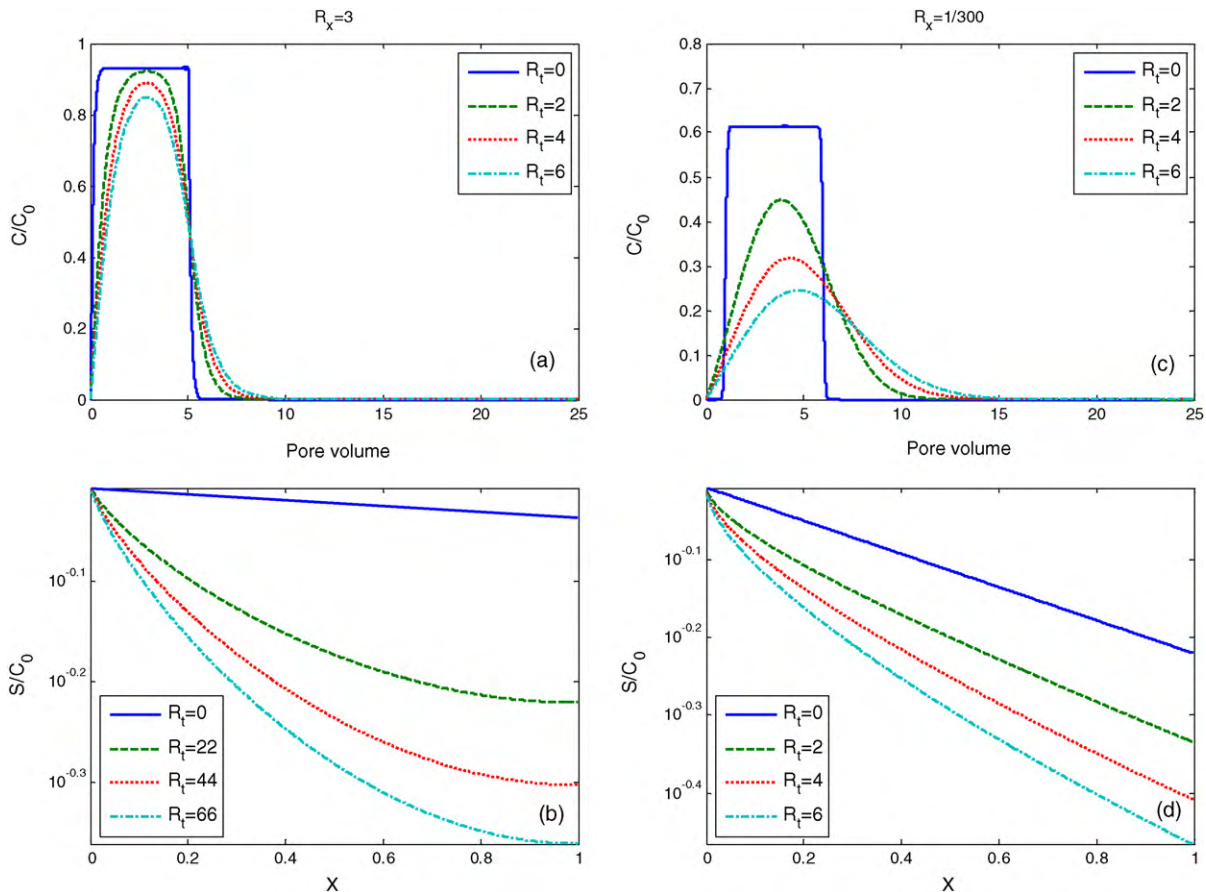 R_x=3
1
0.8
0.6
0.4
0.2
0
C/C_0
R_t=0
R_t=2
R_t=4
R_t=6
(a)
0 5 10 15 20 25
Pore volume
R_x=1/300
0.8
0.7
0.6
0.5
0.4
0.3
0.2
0.1
0
C/C_0
R_t=0
R_t=2
R_t=4
R_t=6
(c)
0 5 10 15 20 25
Pore volume
10^-0.1
10^-0.2
10^-0.3
S/C_0
R_t=0
R_t=22
R_t=44
R_t=66
(b)
0 0.2 0.4 0.6 0.8 1
X
10^-0.1
10^-0.2
10^-0.3
10^-0.4
S/C_0
R_t=0
R_t=2
R_t=4
R_t=6
(d)
0 0.2 0.4 0.6 0.8 1
X